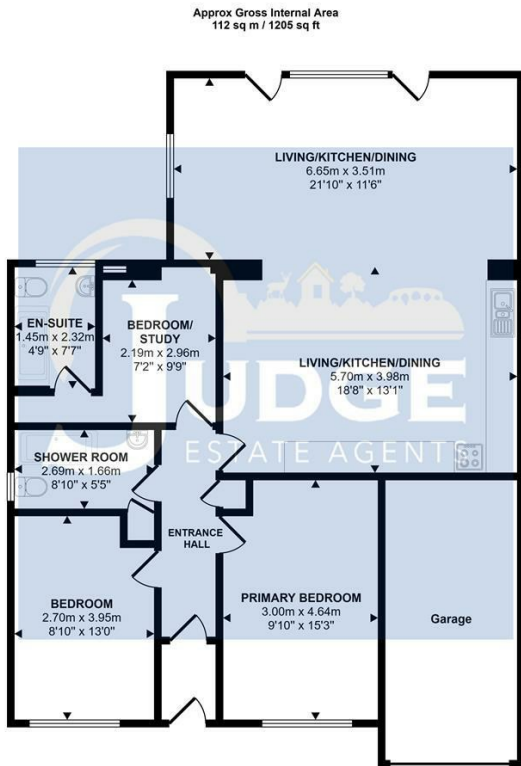 Approx Gross Internal Area
112 sq m / 1205 sq ft
LIVING/KITCHEN/DINING
6.65m x 3.51m
21'10" x 11'6"
EN-SUITE
1.45m x 2.32m
4'9" x 7'7"
BEDROOM/
STUDY
2.19m x 2.96m
7'2" x 9'9"
LIVING/KITCHEN/DINING
5.70m x 3.98m
18'8" x 13'1"
JUDGE
ESTATE AGENTS
SHOWER ROOM
2.69m x 1.66m
8'10" x 5'5"
ENTRANCE
HALL
BEDROOM
2.70m x 3.95m
8'10" x 13'0"
PRIMARY BEDROOM
3.00m x 4.64m
9'10" x 15'3"
Garage